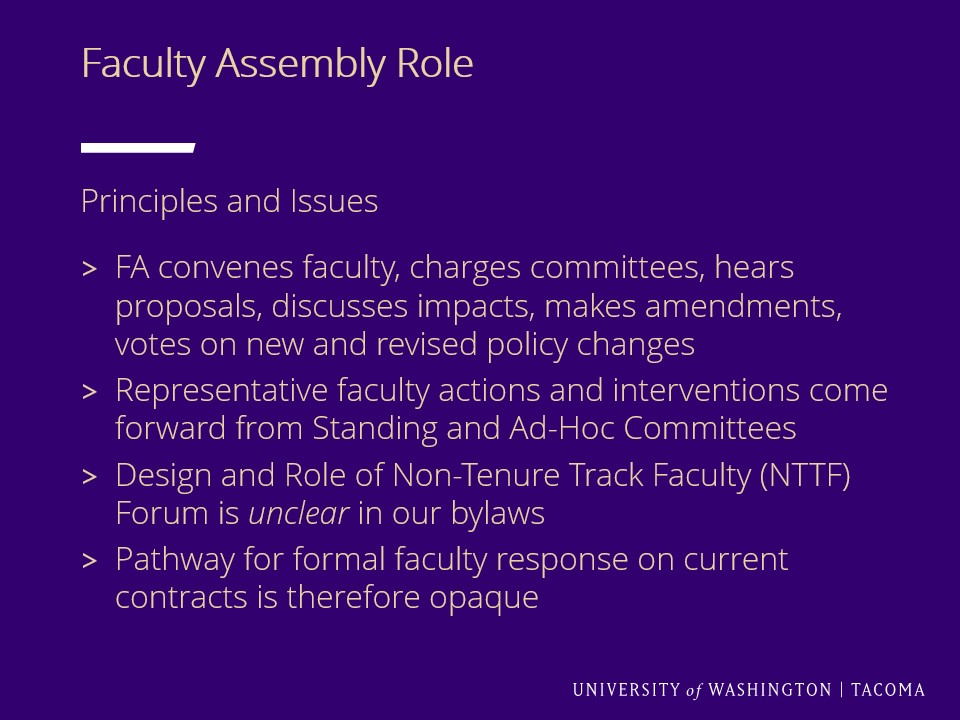 Faculty Assembly Role
Principles and Issues
> FA convenes faculty, charges committees, hears
proposals, discusses impacts, makes amendments,
votes on new and revised policy changes
> Representative faculty actions and interventions come
forward from Standing and Ad-Hoc Committees
> Design and Role of Non-Tenure Track Faculty (NTTF)
Forum is unclear in our bylaws
> Pathway for formal faculty response on current
contracts is therefore opaque
UNIVERSITY of WASHINGTON | TACOMA